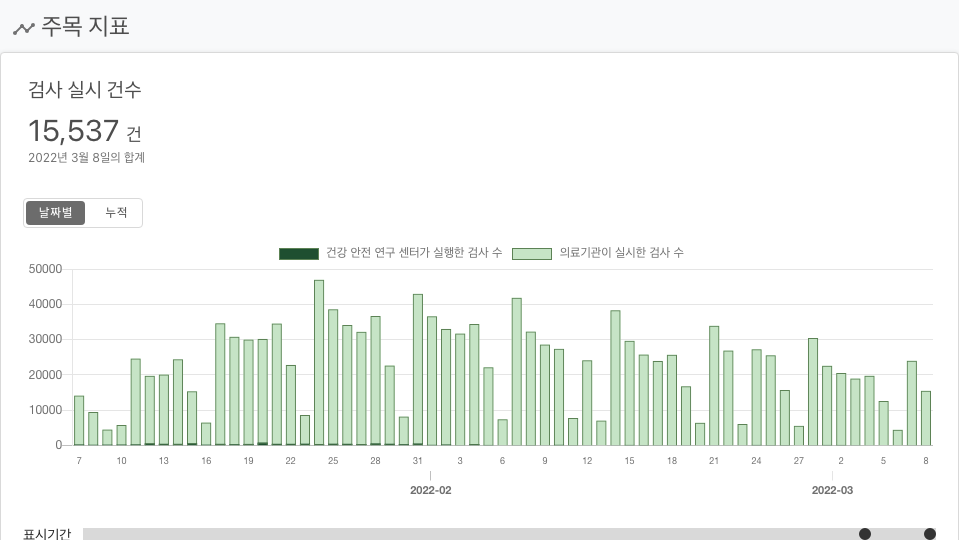 주목 지표
검사 실시 건수
15,537 건
2022년 3월 8일의 합계
날짜별 누적
건강 안전 연구 센터가 실행한 검사 수 의료기관이 실시한 검사 수
50000
40000
30000
20000
10000
0
7 10 13 16 19 22 25 28 31 3 6 9 12 15 18 21 24 27 2 5 8
2022-02 2022-03
표시기간